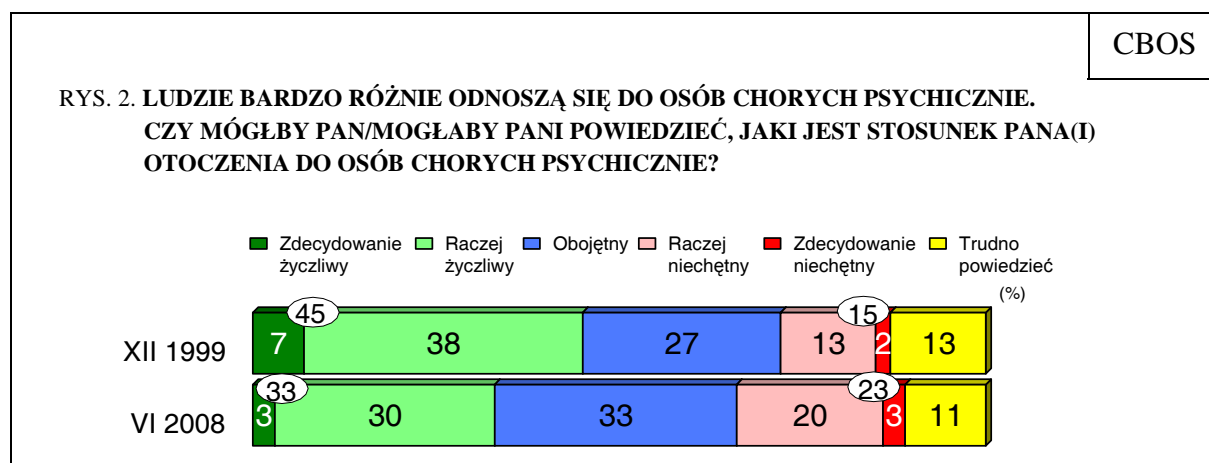 CBOS
RYS. 2. LUDZIE BARDZO RÓŻNIE ODNOSZĄ SIĘ DO OSÓB CHORYCH PSYCHICZNIE.
CZY MÓGŁBY PAN/MOGŁABY PANI POWIEDZIEĆ, JAKI JEST STOSUNEK PANA(I)
OTOCZENIA DO OSÓB CHORYCH PSYCHICZNIE?
Zdecydowanie życzliwy
Raczej życzliwy
Obojętny
Raczej niechętny
Zdecydowanie niechętny
Trudno powiedzieć
(%)
45 15
XII 1999 7 38 27 13 2 13
33 23
VI 2008 3 30 33 20 3 11